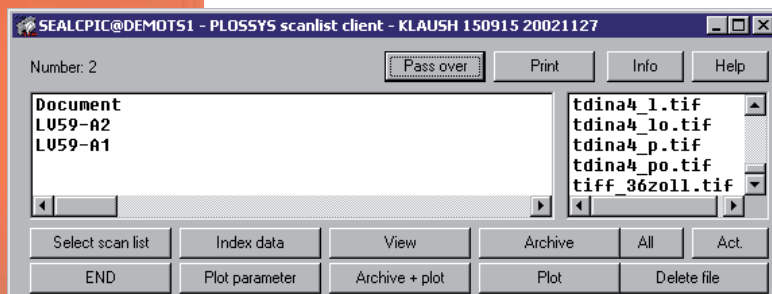 SEALCPIC@DEMOTS1 - PLOSSYS scanlist client - KLAUSH 150915 20021127
Number: 2 Pass over Print Info Help
Document
LV59-A2
LV59-A1
tdina4_l.tif
tdina4_lo.tif
tdina4_p.tif
tdina4_po.tif
tiff_36zoll.tif
Select scan list Index data View Archive All Act.
END Plot parameter Archive + plot Plot Delete file